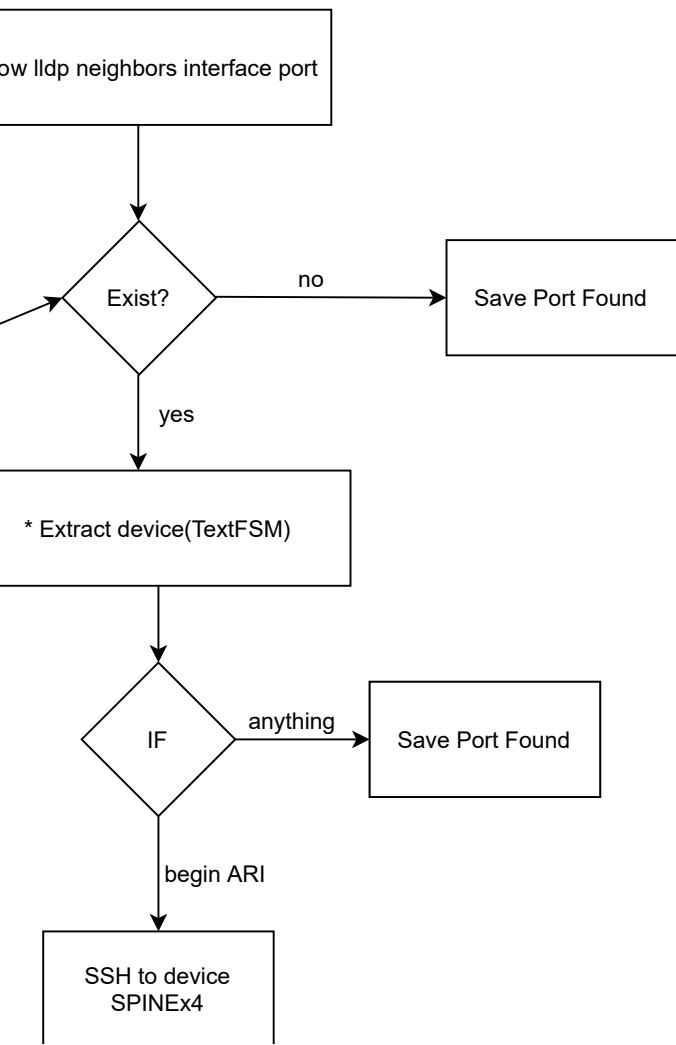 ow lldp neighbors interface port
Exist?
no
Save Port Found
yes
* Extract device(TextFSM)
IF
anything
Save Port Found
begin ARI
SSH to device
SPINEx4